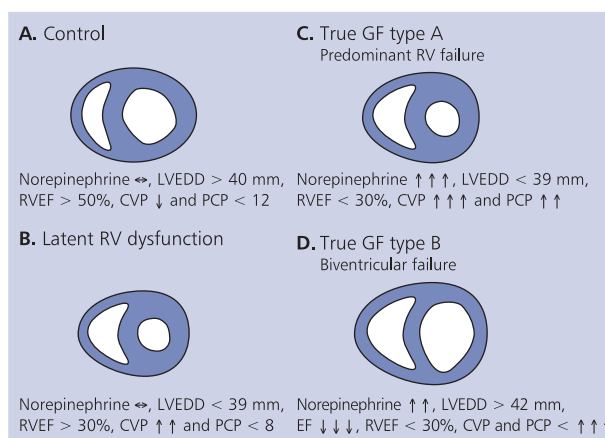 A. Control
Norepinephrine ↔, LVEDD > 40 mm,
RVEF > 50%, CVP ↓ and PCP < 12
B. Latent RV dysfunction
Norepinephrine ↔, LVEDD < 39 mm,
RVEF > 30%, CVP ↑ ↑ and PCP < 8
C. True GF type A
Predominant RV failure
Norepinephrine ↑ ↑ ↑, LVEDD < 39 mm,
RVEF < 30%, CVP ↑ ↑ ↑ and PCP ↑ ↑
D. True GF type B
Biventricular failure
Norepinephrine ↑ ↑, LVEDD > 42 mm,
EF ↓ ↓ ↓, RVEF < 30%, CVP and PCP < ↑ ↑ ↑